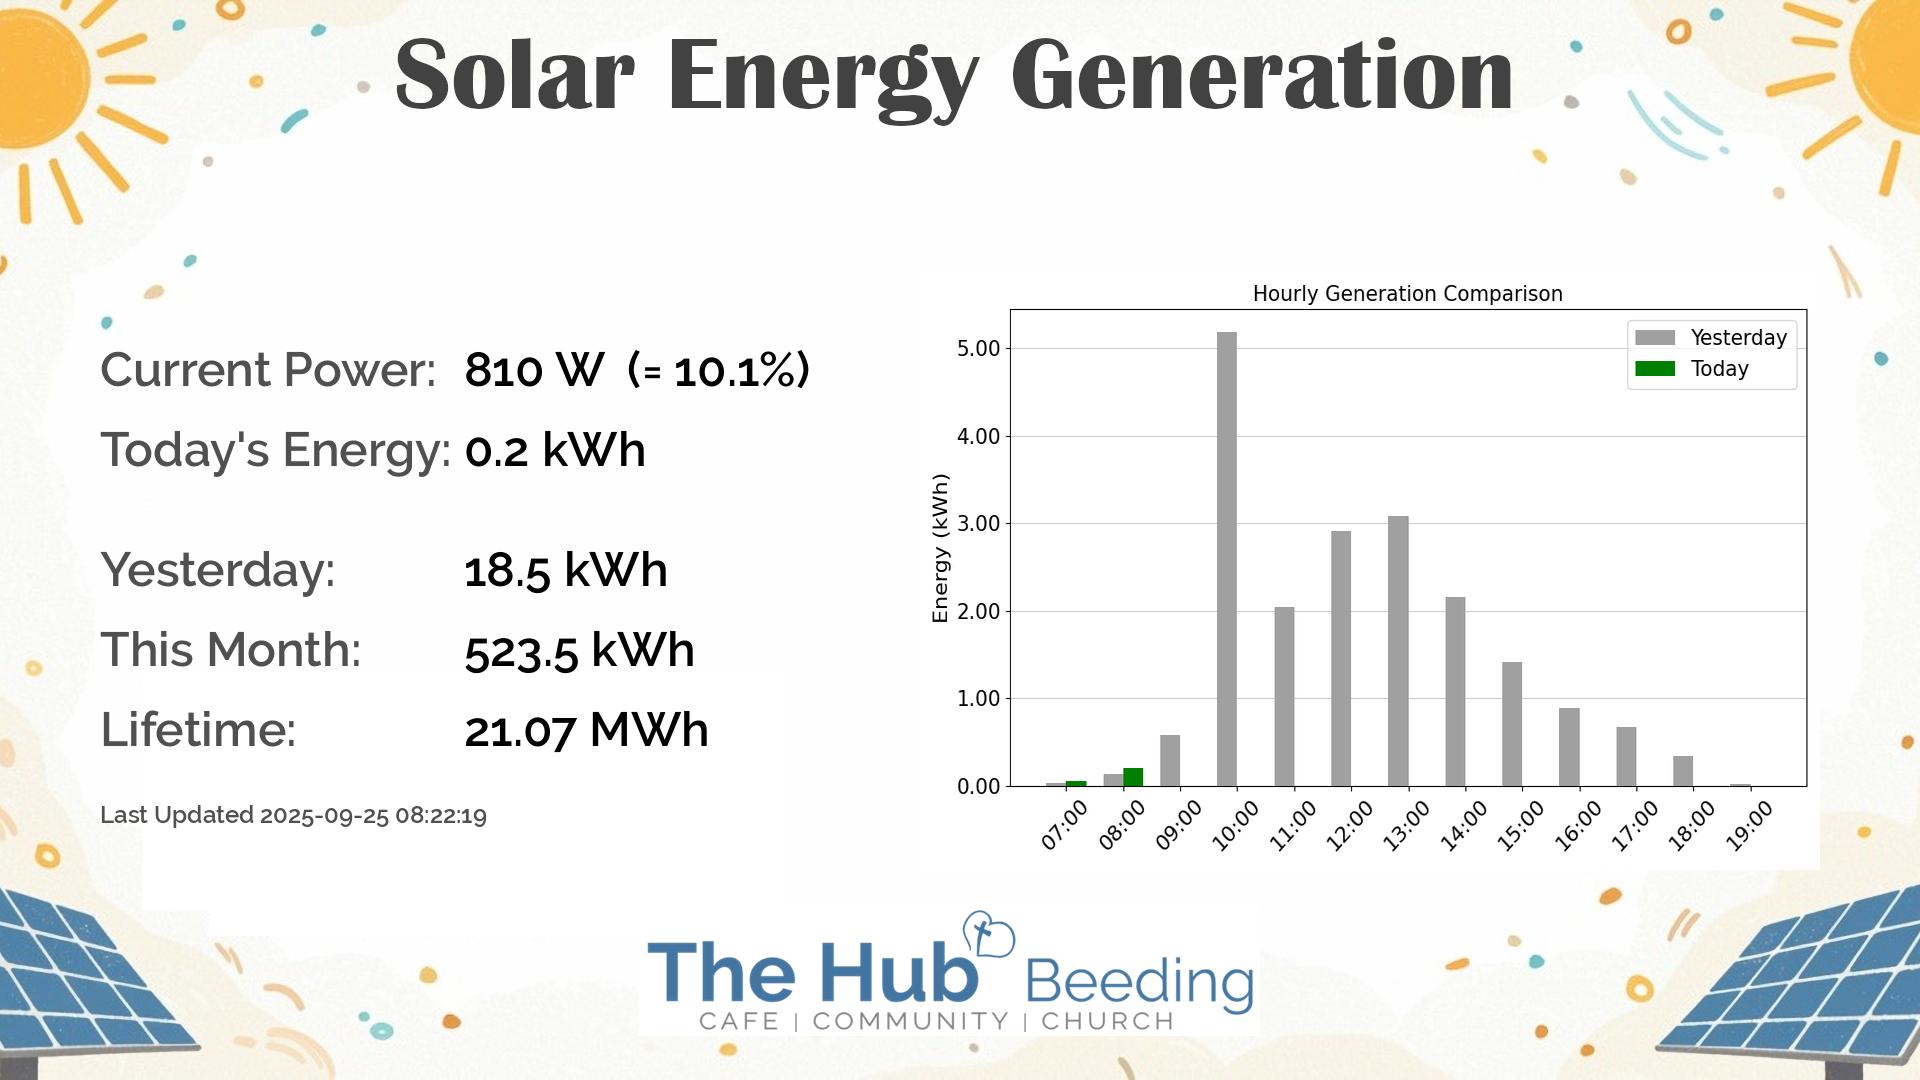 Solar Energy Generation
Current Power: 810 W (= 10.1%)
Today's Energy: 0.2 kWh
Yesterday: 18.5 kWh
This Month: 523.5 kWh
Lifetime: 21.07 MWh
Last Updated 2025-09-25 08:22:19
Hourly Generation Comparison
Yesterday
Today
Energy (kWh)
5.00
4.00
3.00
2.00
1.00
0.00
07:00 08:00 09:00 10:00 11:00 12:00 13:00 14:00 15:00 16:00 17:00 18:00 19:00
The Hub Beeding
CAFE | COMMUNITY | CHURCH